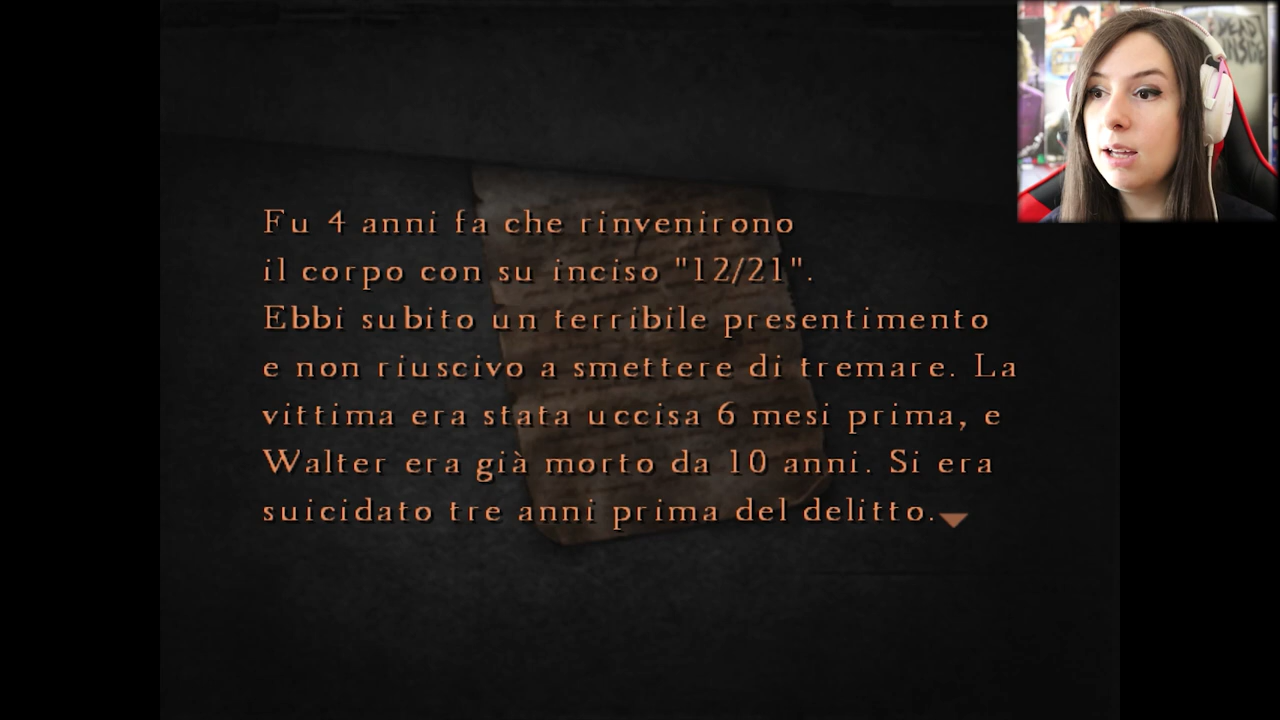 Fu 4 anni fa che rinvenirono
il corpo con su inciso "12/21".
Ebbi subito un terribile presentimento
e non riuscivo a smettere di tremare. La
vittima era stata uccisa 6 mesi prima, e
Walter era già morto da 10 anni. Si era
suicidato tre anni prima del delitto.